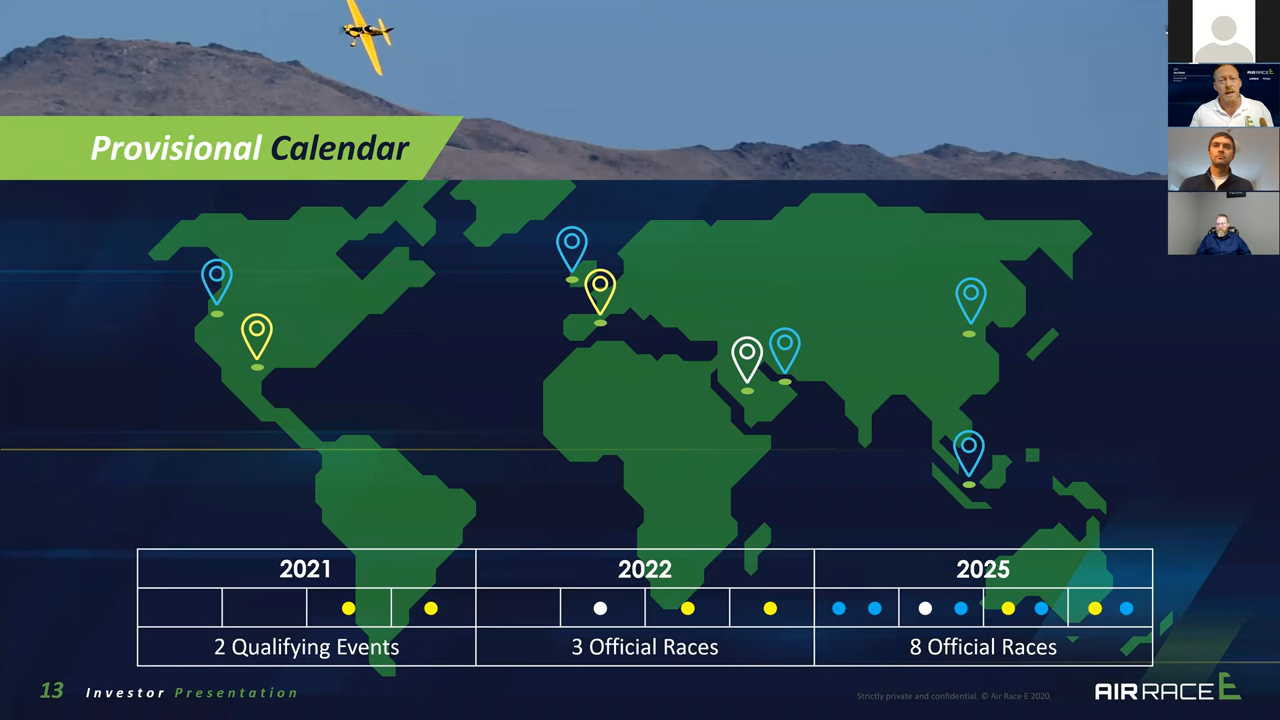 Provisional Calendar
2021
2022
2025
2 Qualifying Events
3 Official Races
8 Official Races
13 Investor Presentation
Strictly private and confidential. © Air Race E 2020.
AIR RACE E